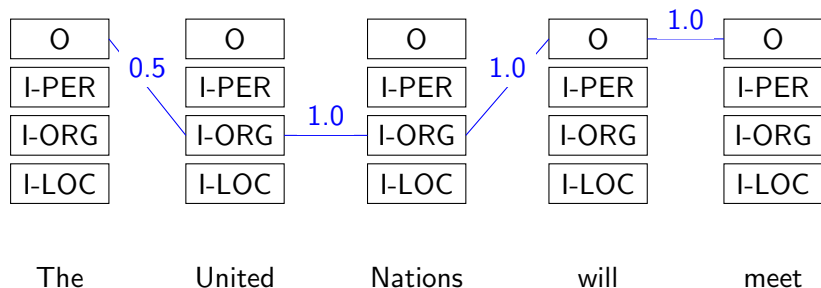 O O O O O
I-PER I-PER I-PER I-PER I-PER
I-ORG I-ORG I-ORG I-ORG I-ORG
I-LOC I-LOC I-LOC I-LOC I-LOC
0.5 1.0 1.0 1.0
The United Nations will meet